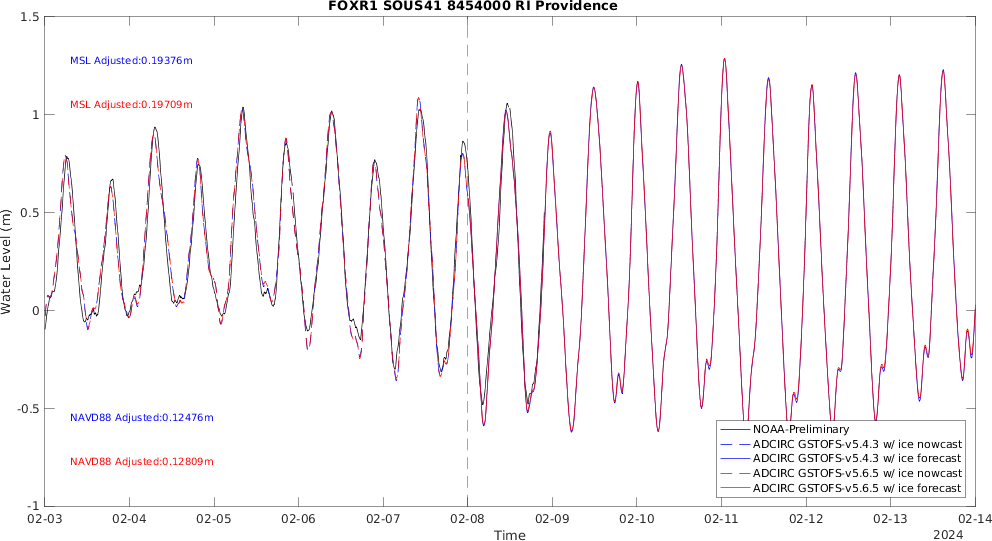 FOXR1 SOUS41 8454000 RI Providence
1.5
1
0.5
0
-0.5
-1
Water Level (m)
MSL Adjusted:0.19376m
MSL Adjusted:0.19709m
NAVD88 Adjusted:0.12476m
NAVD88 Adjusted:0.12809m
NOAA-Preliminary
ADCIRC GSTOFS-v5.4.3 w/ ice nowcast
ADCIRC GSTOFS-v5.4.3 w/ ice forecast
ADCIRC GSTOFS-v5.6.5 w/ ice nowcast
ADCIRC GSTOFS-v5.6.5 w/ ice forecast
02-03 02-04 02-05 02-06 02-07 02-08 02-09 02-10 02-11 02-12 02-13 02-14
Time
2024